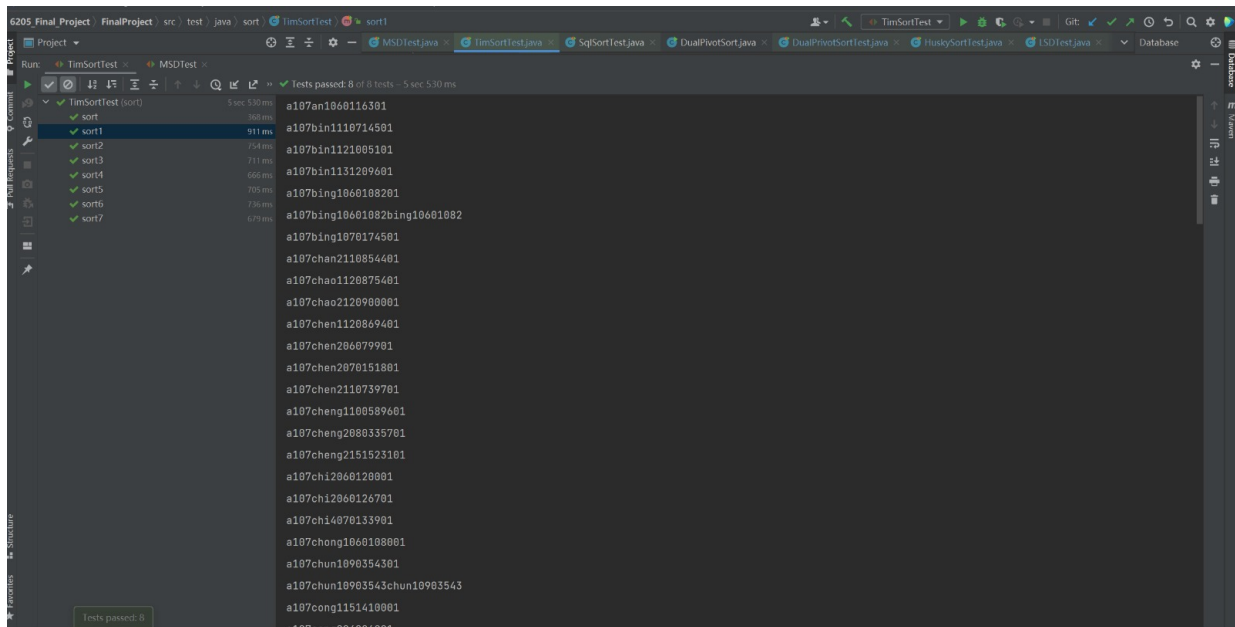 6205_Final_Project FinalProject src test java sort TimSortTest sort1
TimSortTest
Git:
Project
MSDTest.java TimSortTest.java SqlSortTest.java DualPivotSort.java DualPrivotSortTest.java HuskySortTest.java LSDTest.java
Database
Run: TimSortTest MSDTest
Tests passed: 8 of 8 tests – 5 sec 530 ms
TimSortTest (sort) 5 sec 530 ms
sort 368 ms
sort1 911 ms
sort2 754 ms
sort3 711 ms
sort4 666 ms
sort5 705 ms
sort6 736 ms
sort7 679 ms
a107an1060116301
a107bin1110714501
a107bin1121005101
a107bin1131209601
a107bing1060108201
a107bing10601082bing10601082
a107bing1070174501
a107chan2110854401
a107chao1120875401
a107chao2120900001
a107chen1120869401
a107chen206079901
a107chen2070151801
a107chen2110739701
a107cheng1100589601
a107cheng2080335701
a107cheng2151523101
a107chi2060120001
a107chi2060126701
a107chi4070133901
a107chong1060108001
a107chun1090354301
a107chun10903543chun10903543
a107cong1151410001
Tests passed: 8
Project
Commit
Pull Requests
Structure
Favorites
Database
Maven